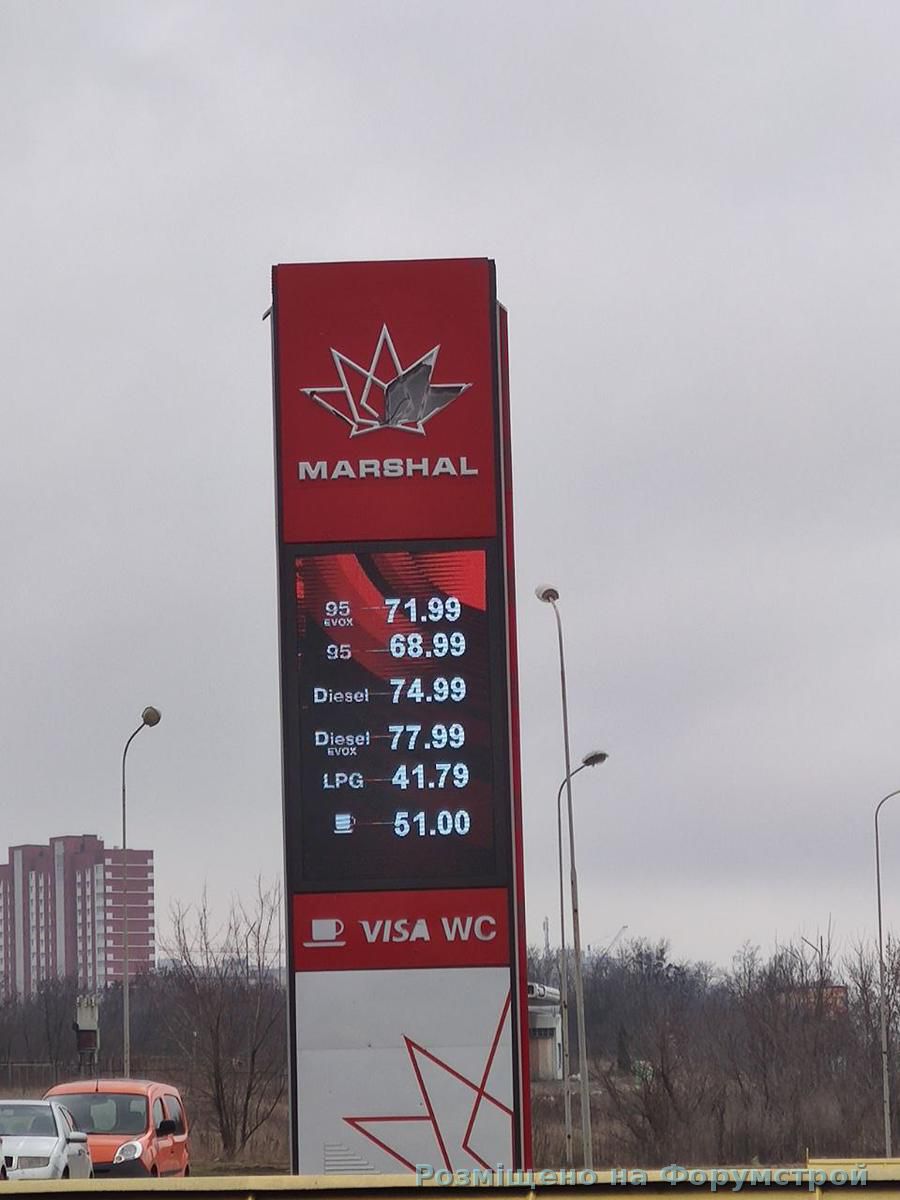 MARSHAL
95 71.99
EVOX
95 68.99
Diesel 74.99
Diesel 77.99
EVOX
LPG 41.79
51.00
VISA WC
Розміщено на Форумстрой